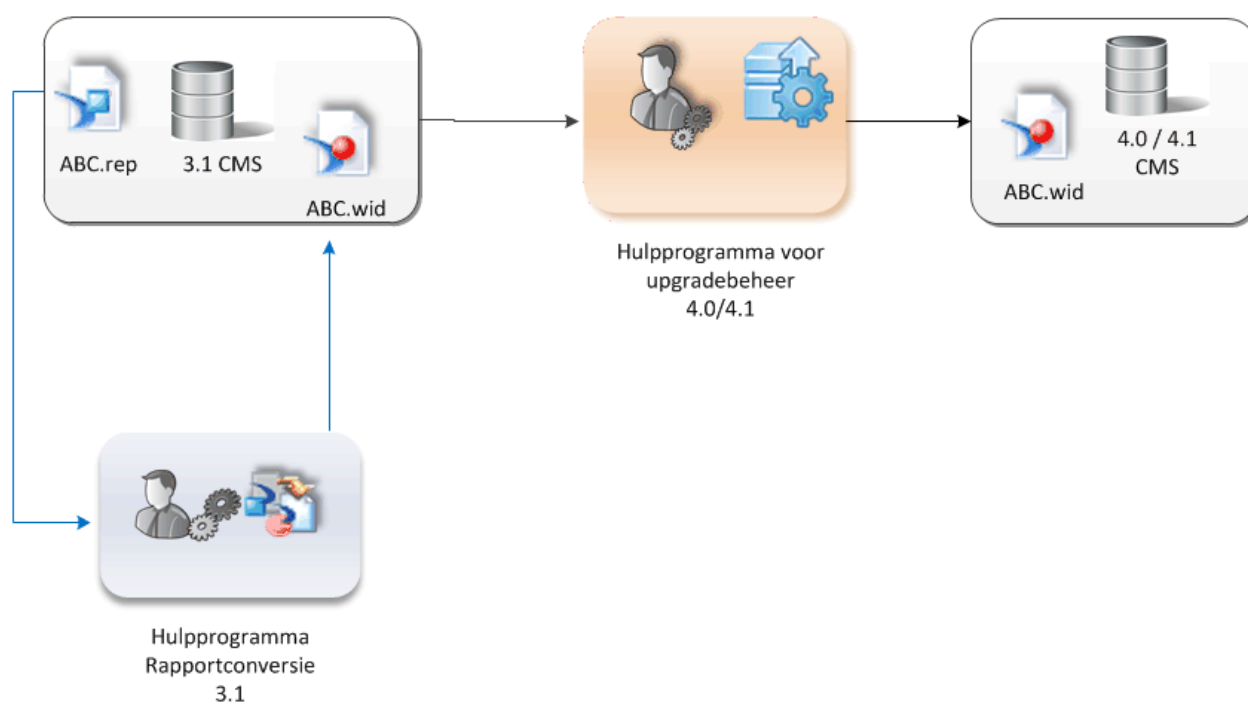 ABC.rep
3.1 CMS
ABC.wid
Hulpprogramma voor
upgradebeheer
4.0/4.1
ABC.wid
4.0 / 4.1
CMS
Hulpprogramma
Rapportconversie
3.1